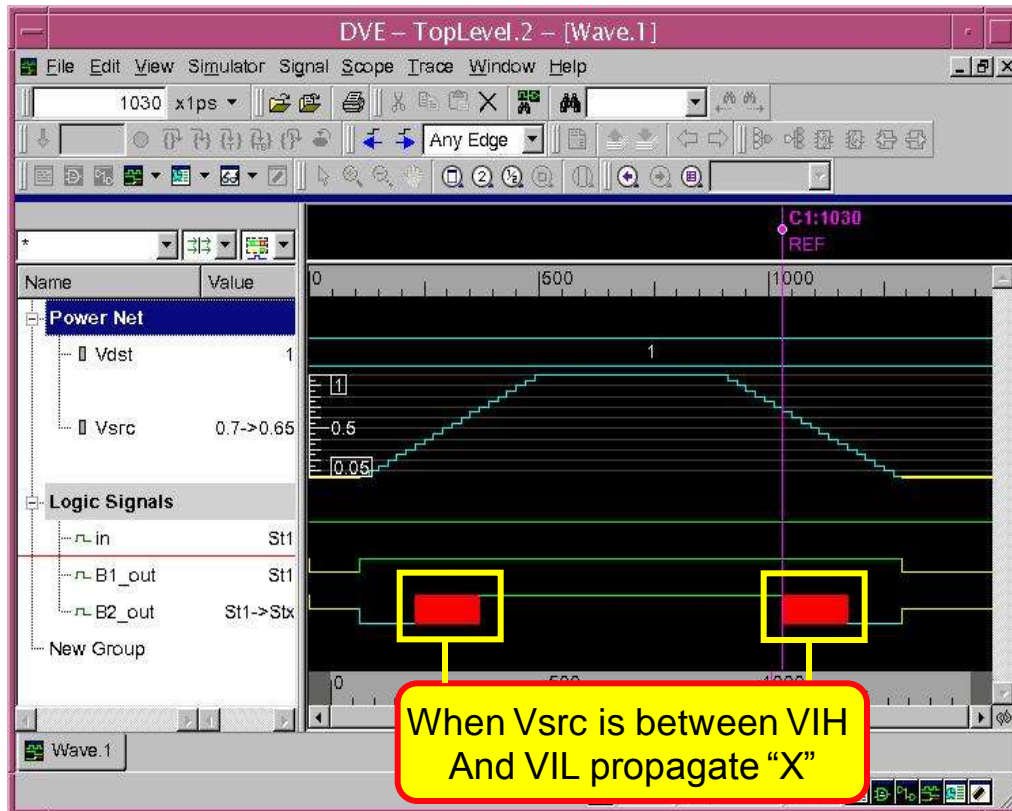 DVE – TopLevel.2 – [Wave.1]
File Edit View Simulator Signal Scope Trace Window Help
1030 x1ps
Any Edge
C1:1030
*
REF
Name Value
0 500 1000
Power Net
Vdst 1
1
1
Vsrc 0.7->0.65
0.5
0.05
Logic Signals
in St1
B1_out St1
B2_out St1->Stx
New Group
0
When Vsrc is between VIH
And VIL propagate “X”
Wave.1